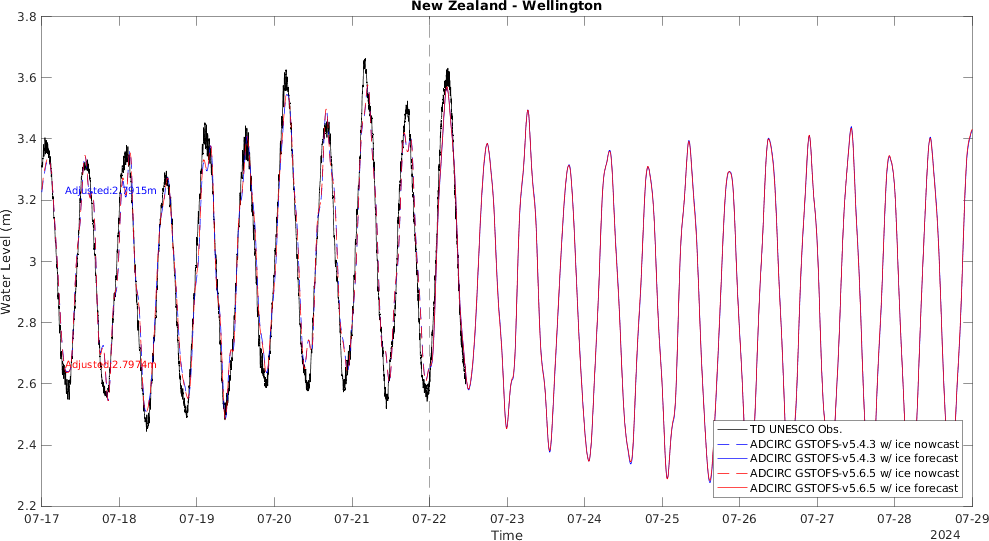 New Zealand - Wellington
3.8
3.6
3.4
3.2
3
2.8
2.6
2.4
2.2
Water Level (m)
Adjusted:2.7915m
Adjusted:2.7974m
TD UNESCO Obs.
ADCIRC GSTOFS-v5.4.3 w/ ice nowcast
ADCIRC GSTOFS-v5.4.3 w/ ice forecast
ADCIRC GSTOFS-v5.6.5 w/ ice nowcast
ADCIRC GSTOFS-v5.6.5 w/ ice forecast
07-17 07-18 07-19 07-20 07-21 07-22 07-23 07-24 07-25 07-26 07-27 07-28 07-29
Time
2024